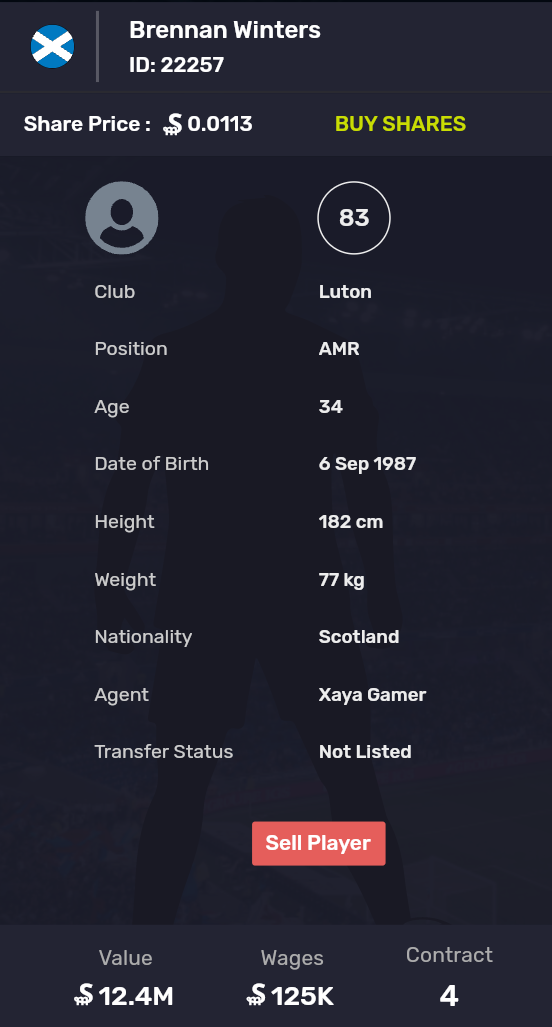 Brennan Winters
ID: 22257
Share Price : 0.0113 BUY SHARES
83
Club Luton
Position AMR
Age 34
Date of Birth 6 Sep 1987
Height 182 cm
Weight 77 kg
Nationality Scotland
Agent Xaya Gamer
Transfer Status Not Listed
Sell Player
Value Wages Contract
12.4M 125K 4